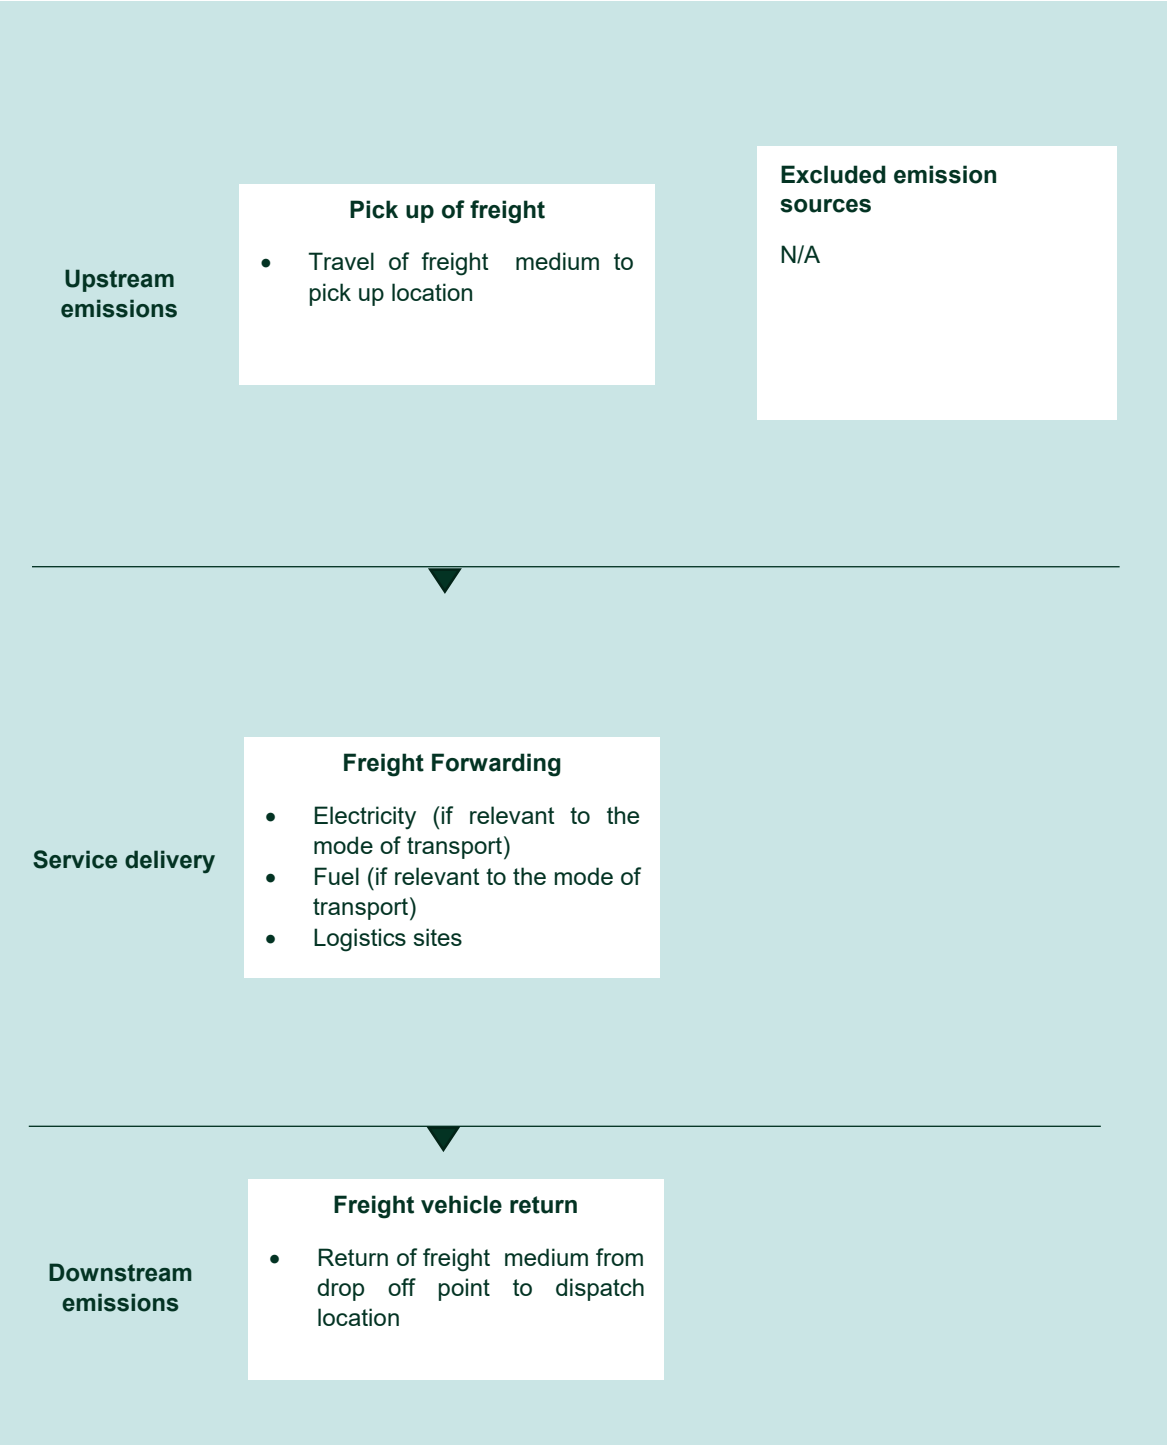 Upstream
emissions
Pick up of freight
• Travel of freight medium to
pick up location
Excluded emission
sources
N/A
Service delivery
Freight Forwarding
• Electricity (if relevant to the
mode of transport)
• Fuel (if relevant to the mode of
transport)
• Logistics sites
Downstream
emissions
Freight vehicle return
• Return of freight medium from
drop off point to dispatch
location